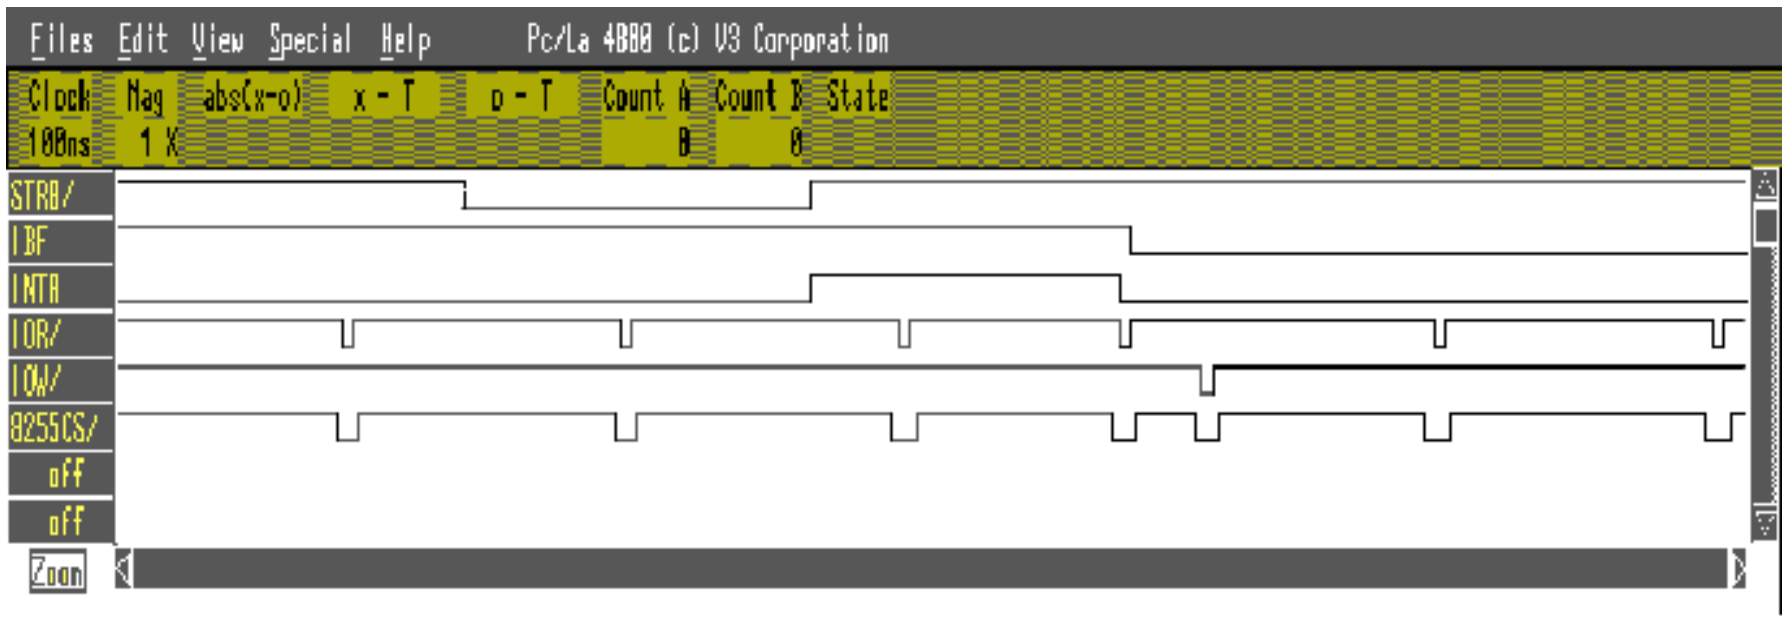 Files Edit View Special Help Pc/La 4880 (c) V3 Corporation
Clock Mag abs(x-o) x - T o - T Count A Count B State
100ns 1 X 0 0
STRB/
IBF
INTR
IOR/
IOW/
8255CS/
off
off
Zoom